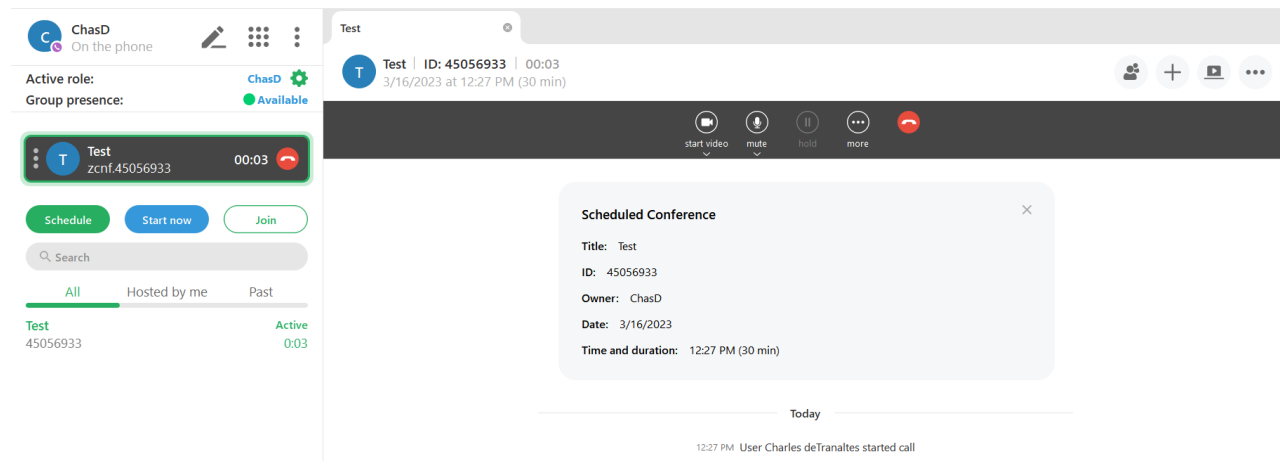 C
ChasD
On the phone
Active role: ChasD
Group presence: Available
T
Test
zcnf.45056933
00:03
Schedule Start now Join
Search
All Hosted by me Past
Test Active
45056933 0:03
Test
T
Test | ID: 45056933 | 00:03
3/16/2023 at 12:27 PM (30 min)
start video mute hold more
Scheduled Conference
Title: Test
ID: 45056933
Owner: ChasD
Date: 3/16/2023
Time and duration: 12:27 PM (30 min)
Today
12:27 PM User Charles deTranaltes started call